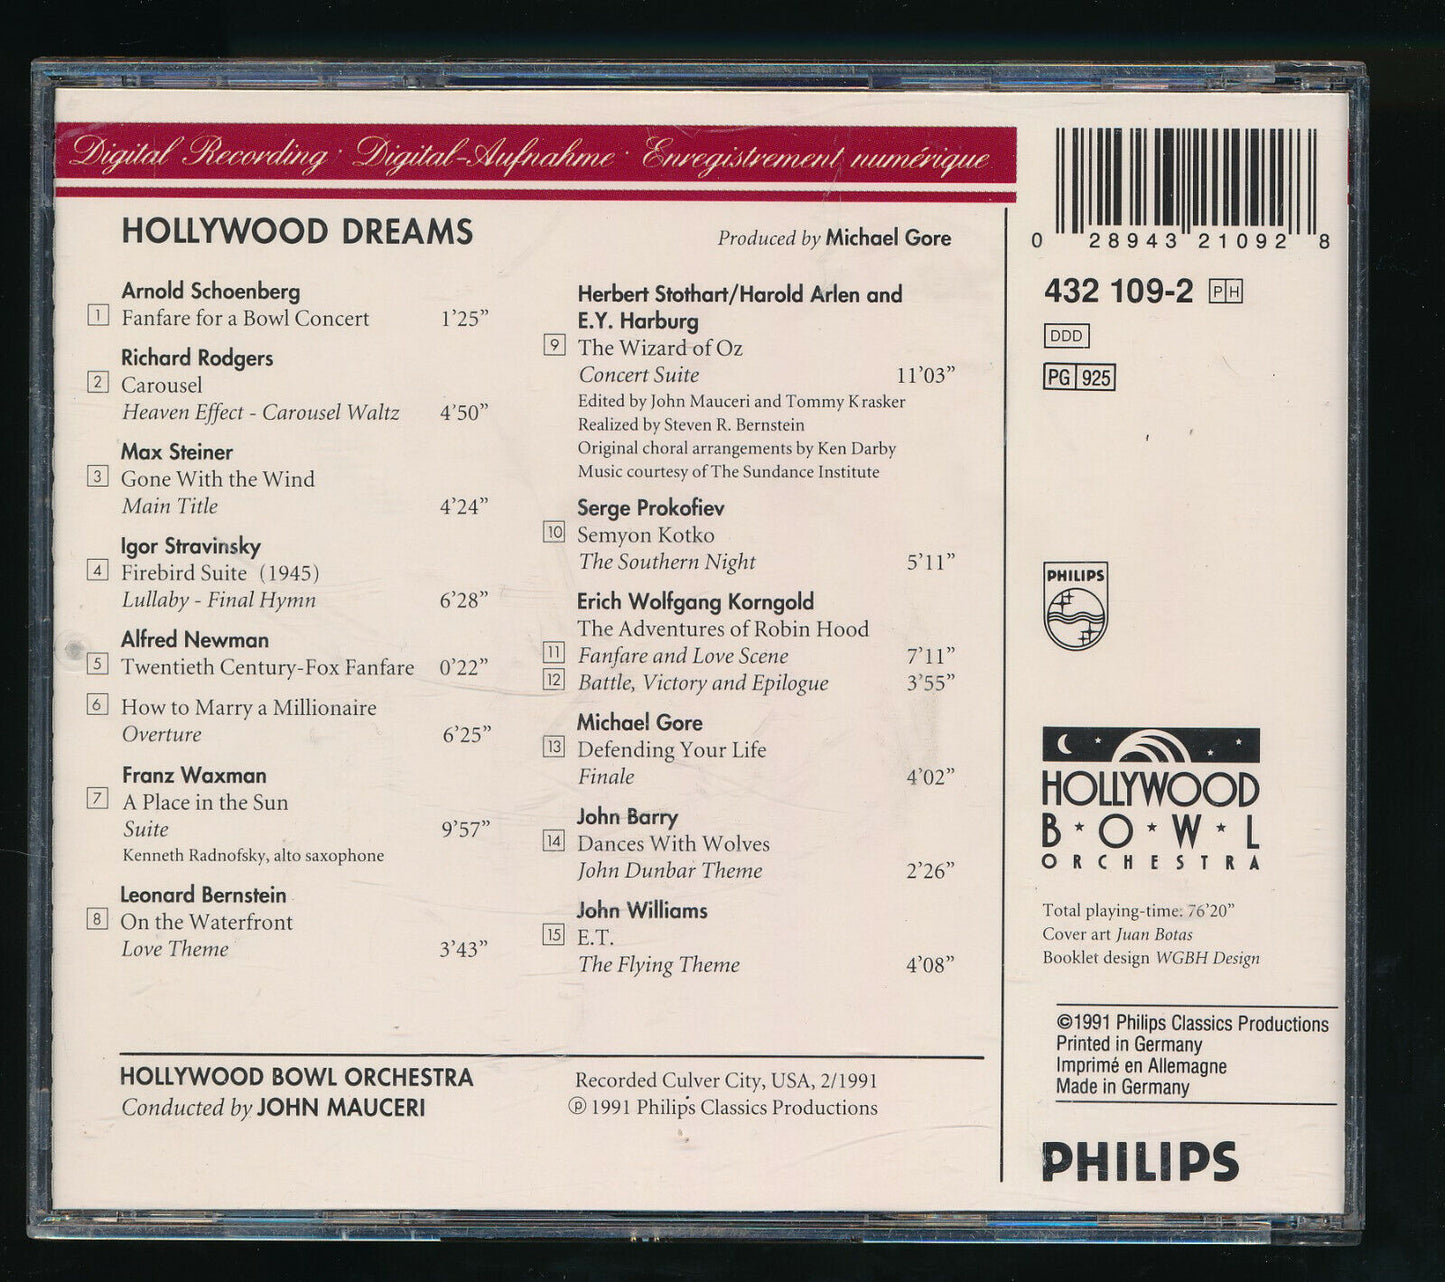 Digital Recording · Digital-Aufnahme · Enregistrement numérique
HOLLYWOOD DREAMS
Produced by Michael Gore
Arnold Schoenberg
1 Fanfare for a Bowl Concert 1'25”
Richard Rodgers
2 Carousel
Heaven Effect - Carousel Waltz 4'50”
Max Steiner
3 Gone With the Wind
Main Title 4'24”
Igor Stravinsky
4 Firebird Suite (1945)
Lullaby - Final Hymn 6'28”
Alfred Newman
5 Twentieth Century-Fox Fanfare 0'22”
6 How to Marry a Millionaire
Overture 6'25”
Franz Waxman
7 A Place in the Sun
Suite 9'57”
Kenneth Radnofsky, alto saxophone
Leonard Bernstein
8 On the Waterfront
Love Theme 3'43”
Herbert Stothart/Harold Arlen and
E.Y. Harburg
9 The Wizard of Oz
Concert Suite 11'03”
Edited by John Mauceri and Tommy Krasker
Realized by Steven R. Bernstein
Original choral arrangements by Ken Darby
Music courtesy of The Sundance Institute
Serge Prokofiev
10 Semyon Kotko
The Southern Night 5'11”
Erich Wolfgang Korngold
The Adventures of Robin Hood
11 Fanfare and Love Scene 7'11”
12 Battle, Victory and Epilogue 3'55”
Michael Gore
13 Defending Your Life
Finale 4'02”
John Barry
14 Dances With Wolves
John Dunbar Theme 2'26”
John Williams
15 E.T.
The Flying Theme 4'08”
HOLLYWOOD BOWL ORCHESTRA
Conducted by JOHN MAUCERI
Recorded Culver City, USA, 2/1991
℗ 1991 Philips Classics Productions
0 28943 21092 8
432 109-2 PH
DDD
PG 925
PHILIPS
HOLLYWOOD
B★O★W★L
ORCHESTRA
Total playing-time: 76'20”
Cover art Juan Botas
Booklet design WGBH Design
©1991 Philips Classics Productions
Printed in Germany
Imprimé en Allemagne
Made in Germany
PHILIPS